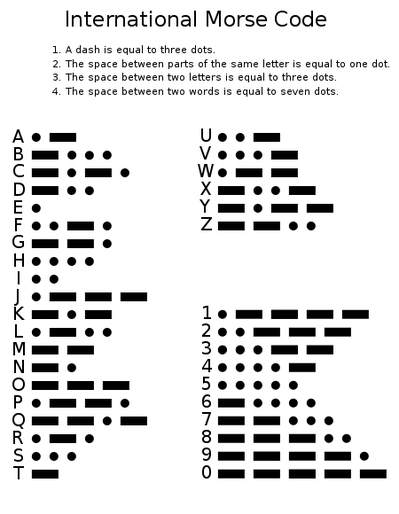 International Morse Code
1. A dash is equal to three dots.
2. The space between parts of the same letter is equal to one dot.
3. The space between two letters is equal to three dots.
4. The space between two words is equal to seven dots.
A
B
C
D
E
F
G
H
I
J
K
L
M
N
O
P
Q
R
S
T
U
V
W
X
Y
Z
1
2
3
4
5
6
7
8
9
0